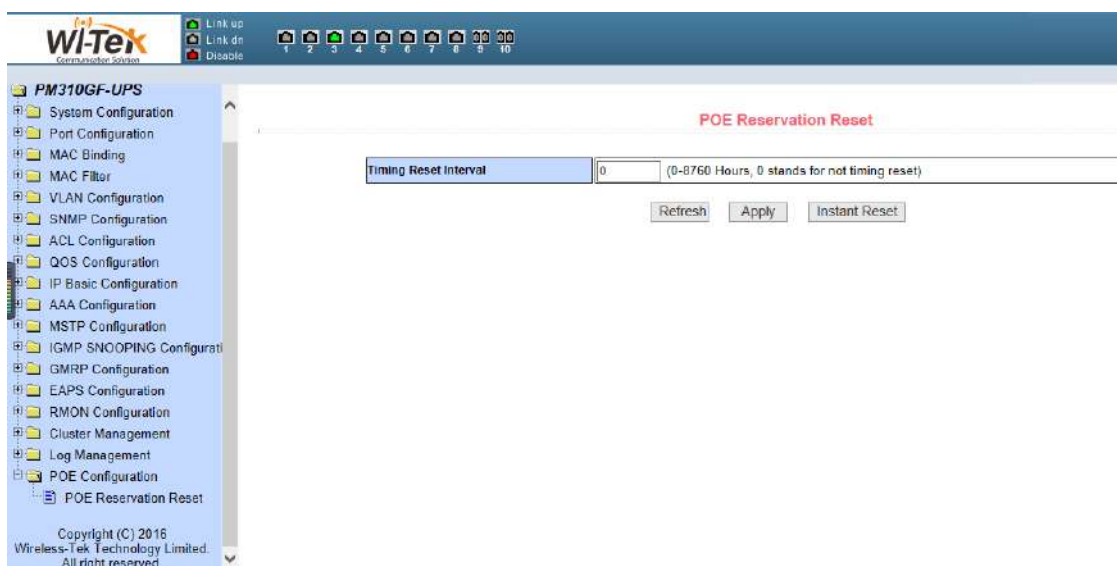 Wi-Tek
Communication Solution
Link up
Link dn
Disable
1 2 3 4 5 6 7 8 9 10
PM310GF-UPS
System Configuration
Port Configuration
MAC Binding
MAC Filter
VLAN Configuration
SNMP Configuration
ACL Configuration
QOS Configuration
IP Basic Configuration
AAA Configuration
MSTP Configuration
IGMP SNOOPING Configurati
GMRP Configuration
EAPS Configuration
RMON Configuration
Cluster Management
Log Management
POE Configuration
POE Reservation Reset
Copyright (C) 2016
Wireless-Tek Technology Limited.
All right reserved
POE Reservation Reset
Timing Reset Interval 0 (0-8760 Hours, 0 stands for not timing reset)
Refresh Apply Instant Reset